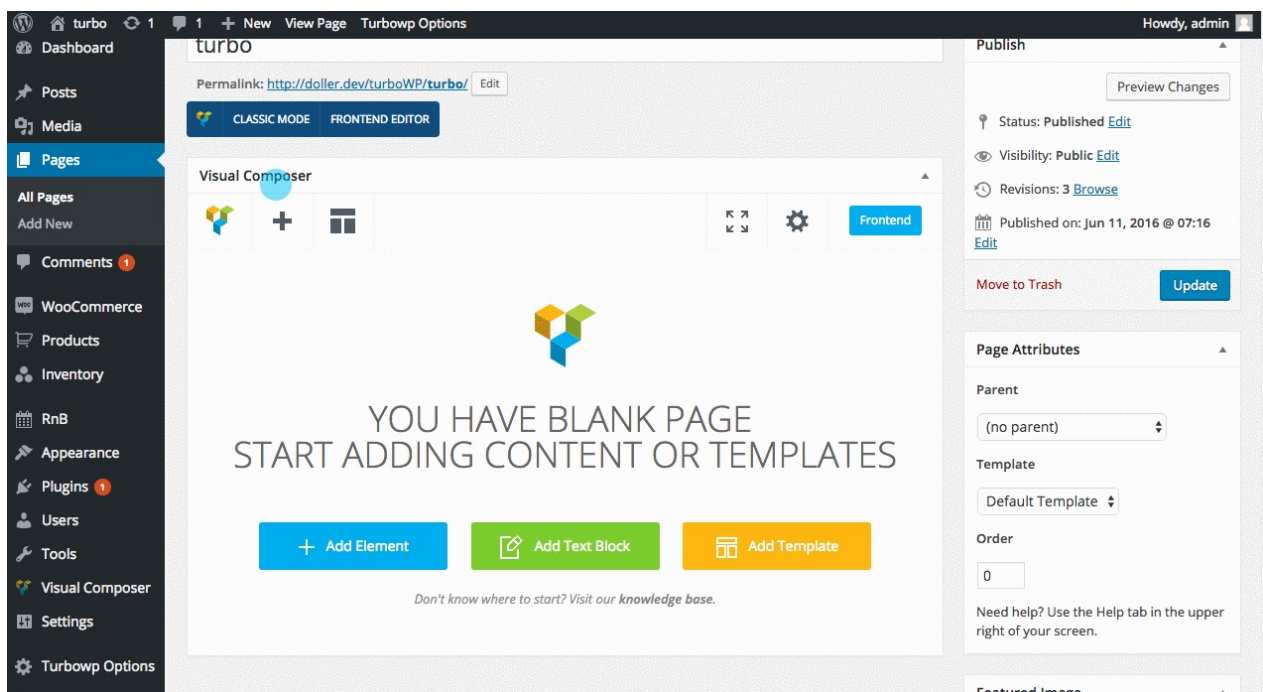 turbo 1 1 New View Page Turbowp Options Howdy, admin
Dashboard
Posts
Media
Pages
All Pages
Add New
Comments 1
WOO WooCommerce
Products
Inventory
RnB
Appearance
Plugins 1
Users
Tools
Visual Composer
Settings
Turbowp Options
turbo
Permalink: http://doller.dev/turboWP/turbo/ Edit
CLASSIC MODE FRONTEND EDITOR
Visual Composer
Frontend
YOU HAVE BLANK PAGE
START ADDING CONTENT OR TEMPLATES
Add Element Add Text Block Add Template
Don't know where to start? Visit our knowledge base.
Publish
Preview Changes
Status: Published Edit
Visibility: Public Edit
Revisions: 3 Browse
Published on: Jun 11, 2016 @ 07:16
Edit
Move to Trash Update
Page Attributes
Parent
(no parent)
Template
Default Template
Order
0
Need help? Use the Help tab in the upper
right of your screen.
Featured Image